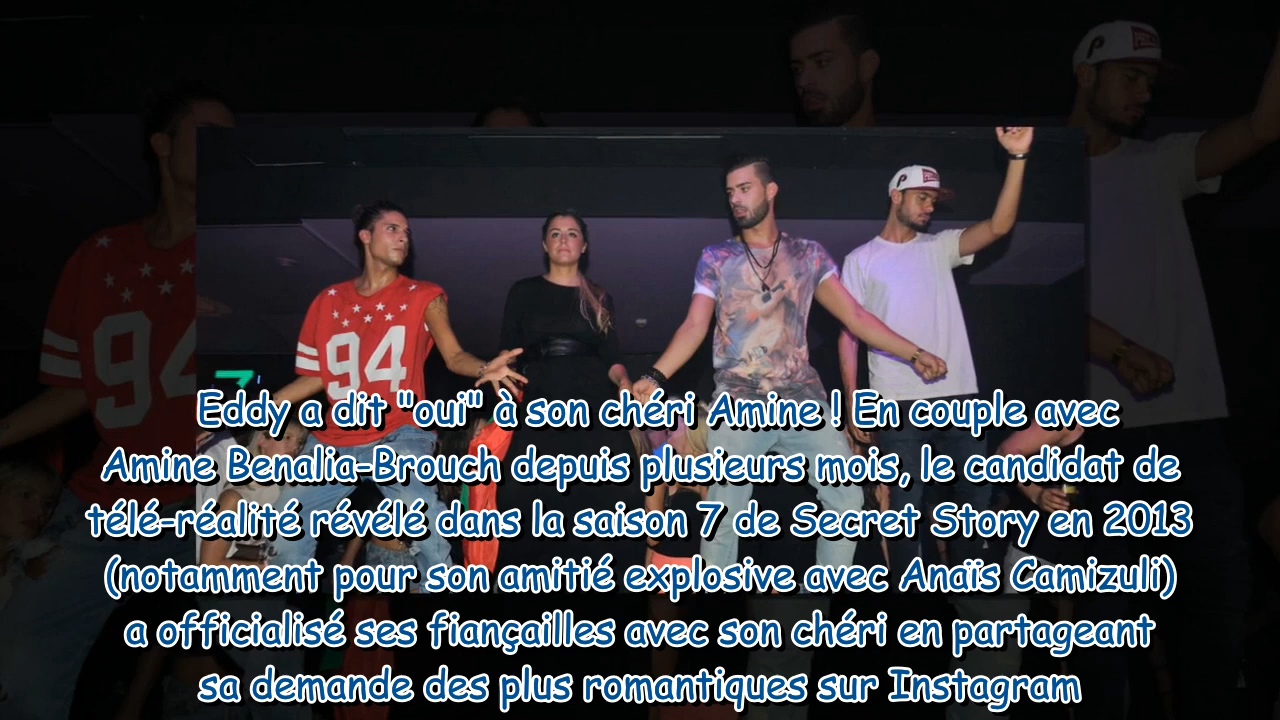 94
Eddy a dit "oui" à son chéri Amine ! En couple avec
Amine Benalia-Brouch depuis plusieurs mois, le candidat de
télé-réalité révélé dans la saison 7 de Secret Story en 2013
(notamment pour son amitié explosive avec Anaïs Camizuli)
a officialisé ses fiançailles avec son chéri en partageant
sa demande des plus romantiques sur Instagram